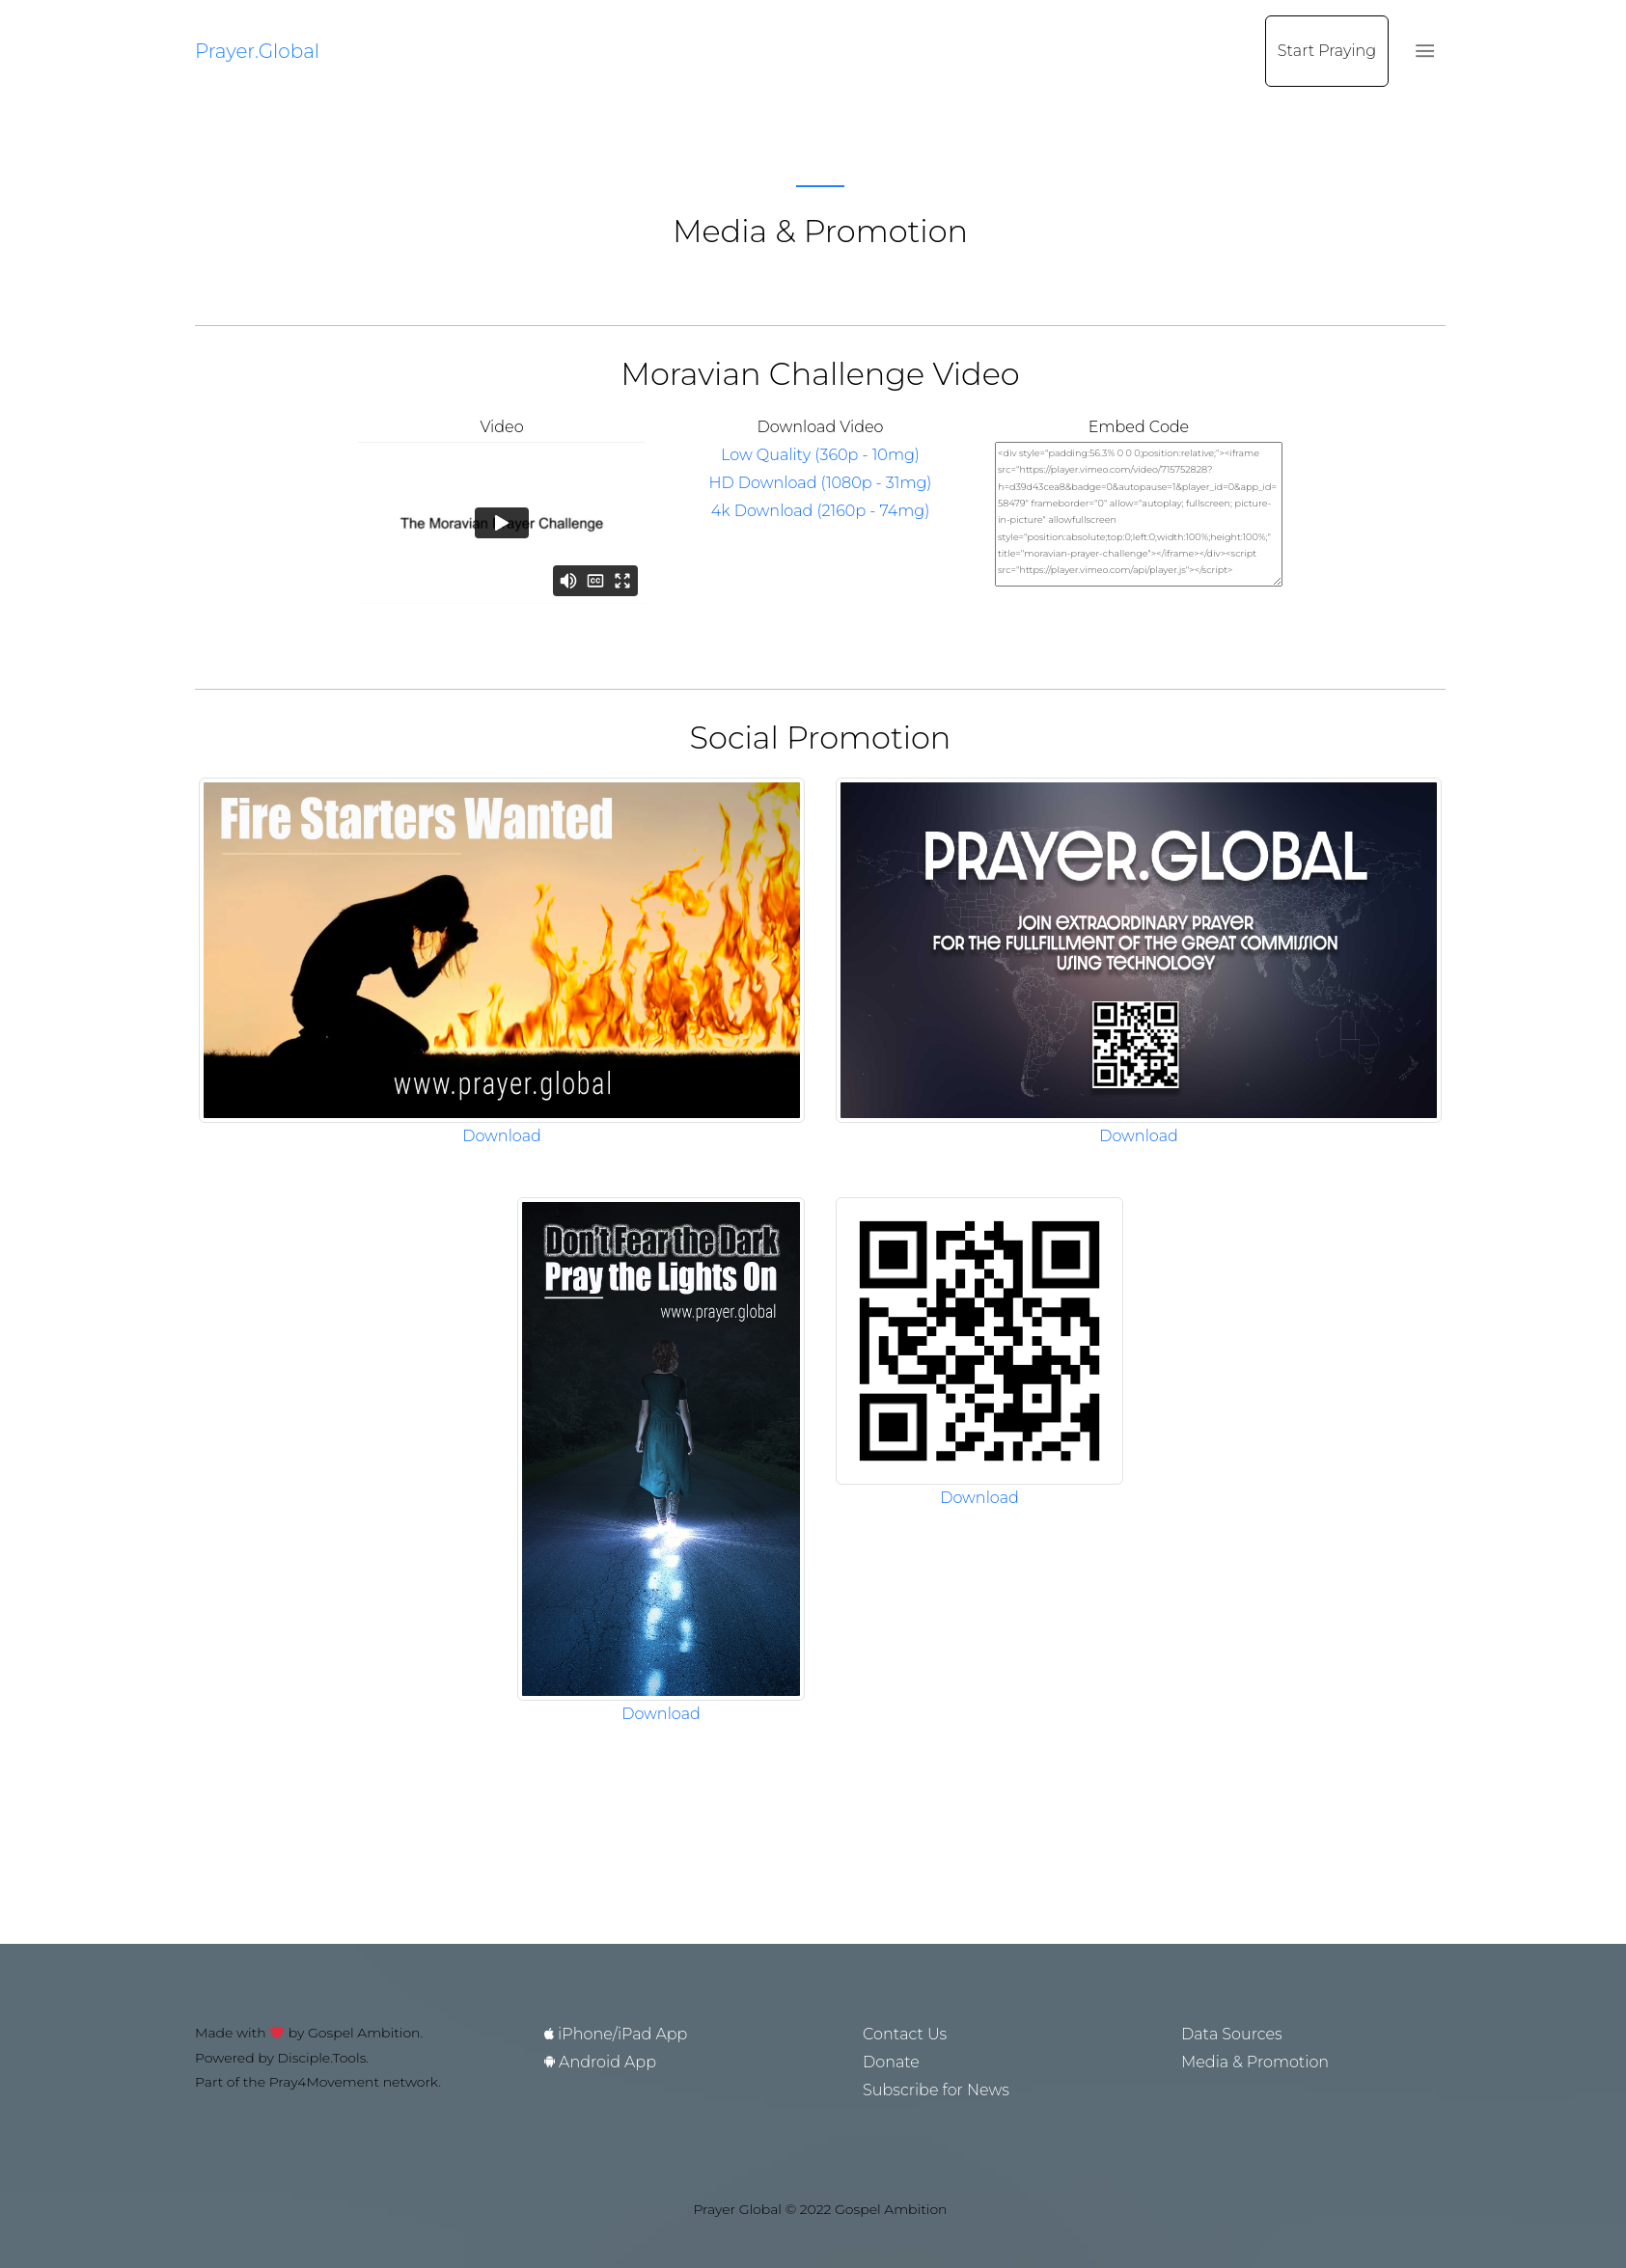 Prayer.Global
Start Praying
Media & Promotion
Moravian Challenge Video
Video
The Moravian Prayer Challenge
Download Video
Low Quality (360p - 10mg)
HD Download (1080p - 31mg)
4k Download (2160p - 74mg)
Embed Code
<div style="padding:56.3% 0 0 0;position:relative;"><iframe
src="https://player.vimeo.com/video/715752828?
h=d39d43cea8&badge=0&autopause=1&player_id=0&app_id=
58479" frameborder="0" allow="autoplay; fullscreen; picture-
in-picture" allowfullscreen
style="position:absolute;top:0;left:0;width:100%;height:100%;"
title="moravian-prayer-challenge"></iframe></div><script
src="https://player.vimeo.com/api/player.js"></script>
Social Promotion
Fire Starters Wanted
www.prayer.global
Download
PRAYER.GLOBAL
JOIN EXTRAORDINARY PRAYER
FOR THE FULLFILLMENT OF THE GREAT COMMISSION
USING TECHNOLOGY
Download
Don't Fear the Dark
Pray the Lights On
www.prayer.global
Download
Download
Made with ❤ by Gospel Ambition.
Powered by Disciple.Tools.
Part of the Pray4Movement network.
iPhone/iPad App
Android App
Contact Us
Donate
Subscribe for News
Data Sources
Media & Promotion
Prayer Global © 2022 Gospel Ambition